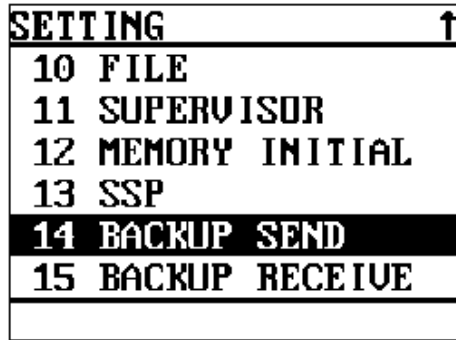 SETTING ↑
10 FILE
11 SUPERVISOR
12 MEMORY INITIAL
13 SSP
14 BACKUP SEND
15 BACKUP RECEIVE